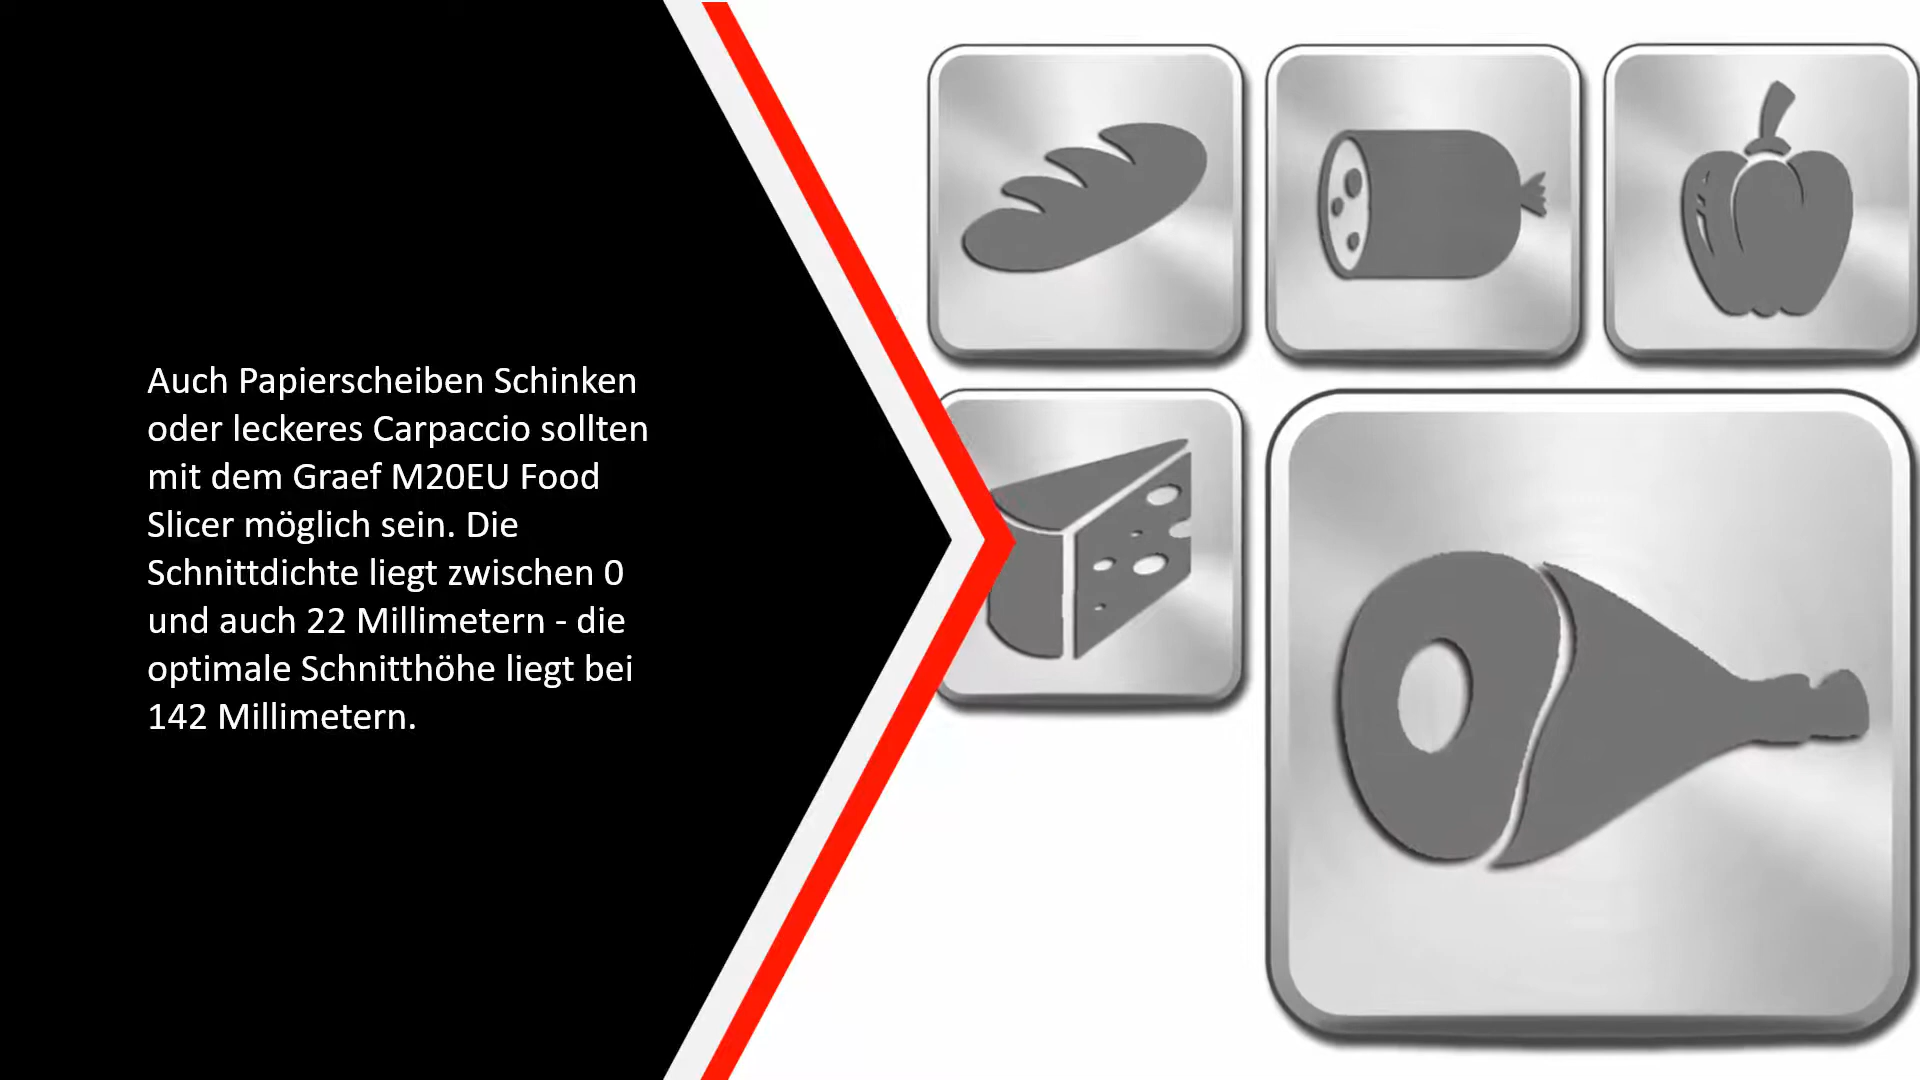 Auch Papierscheiben Schinken
oder leckeres Carpaccio sollten
mit dem Graef M20EU Food
Slicer möglich sein. Die
Schnittdichte liegt zwischen 0
und auch 22 Millimetern - die
optimale Schnitthöhe liegt bei
142 Millimetern.